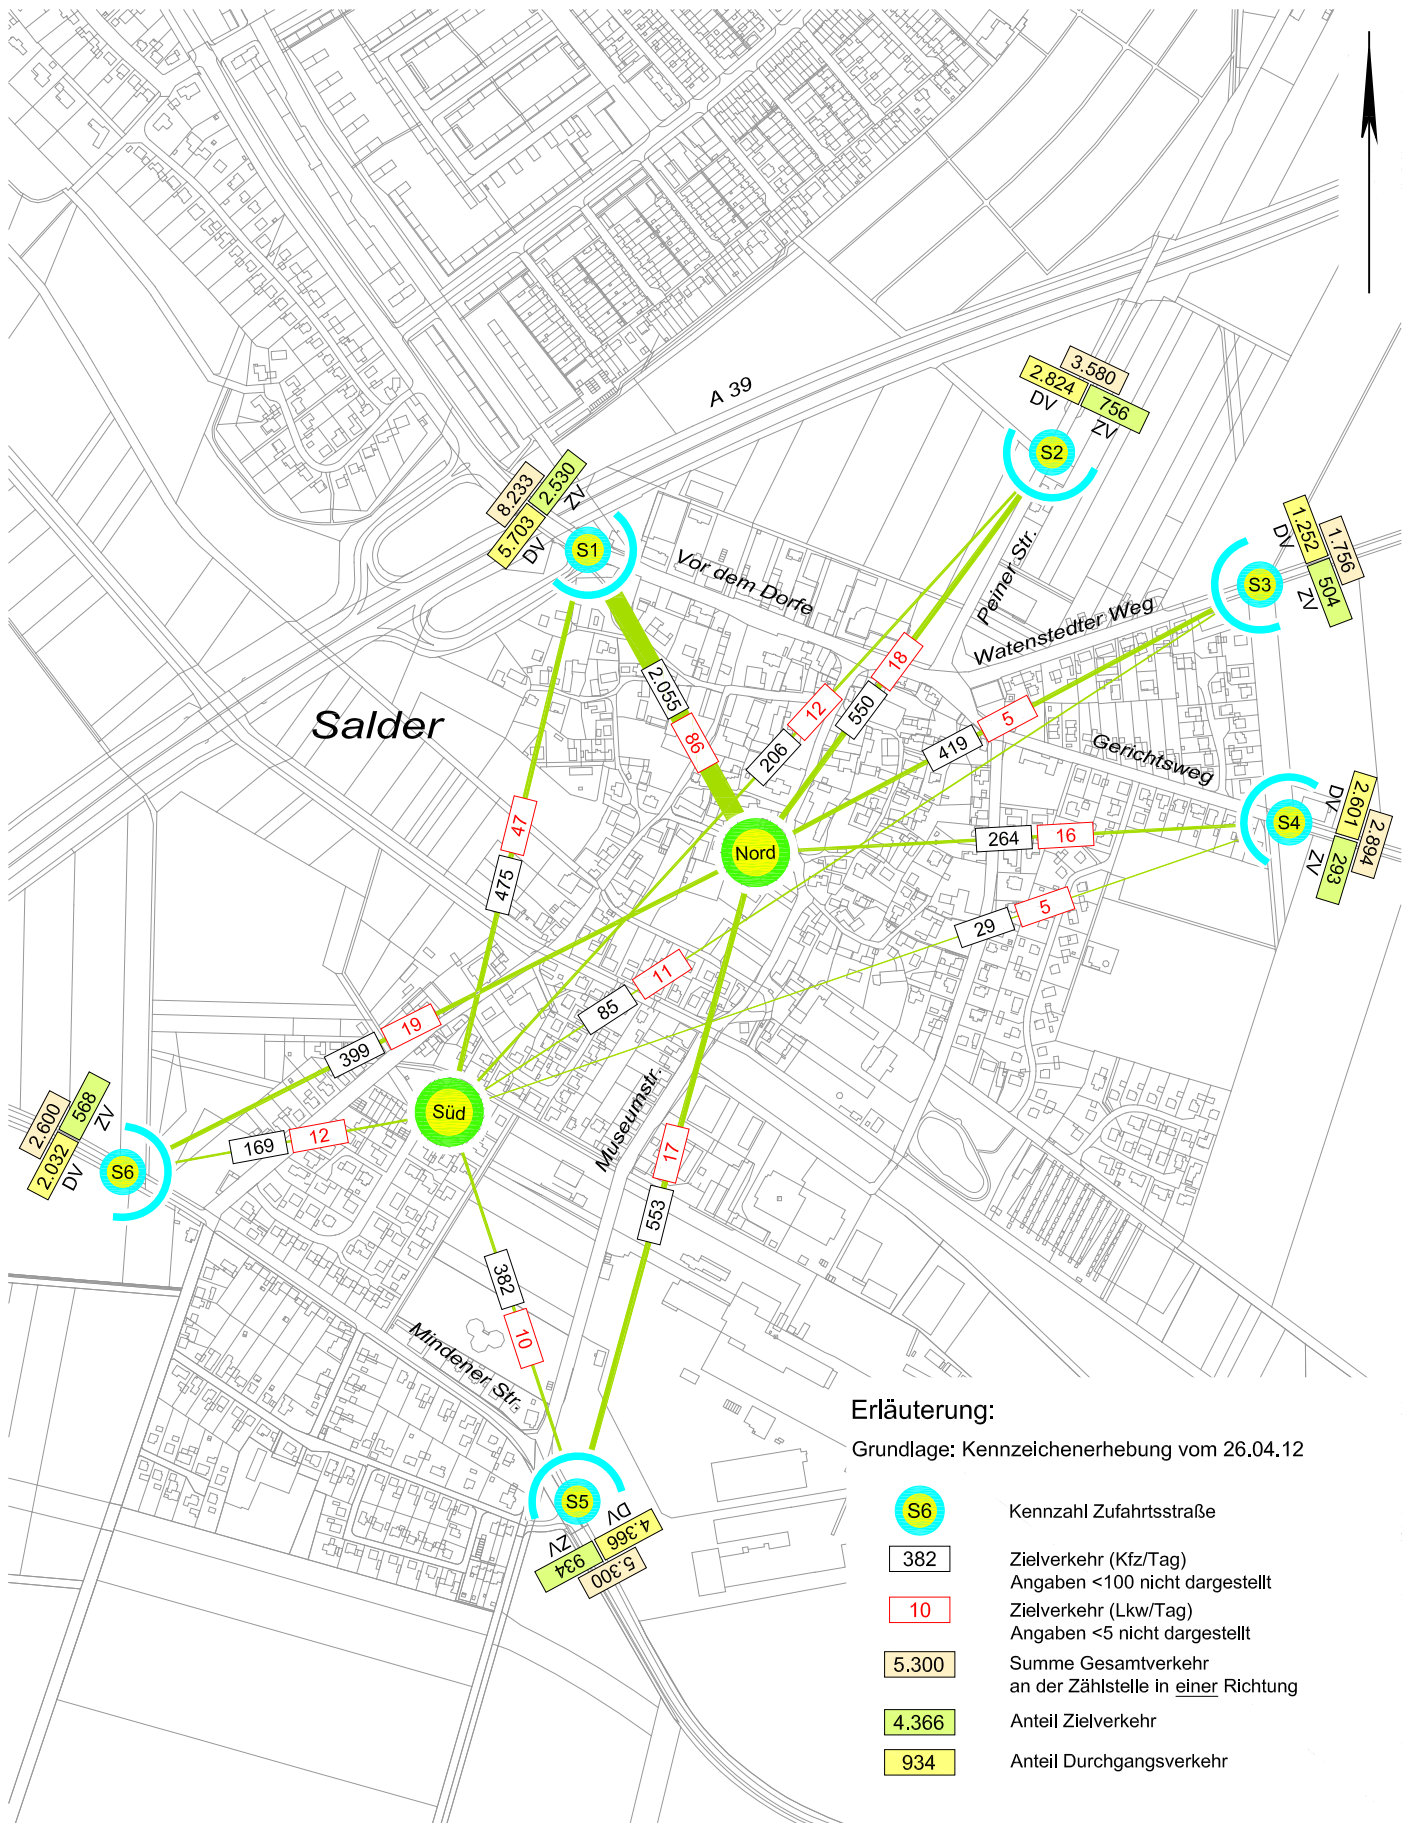 A 39
3.580
2.824
756
DV
ZV
S2
8.233
2.530
5.703
ZV
DV
S1
1.252
1.756
DV
504
ZV
S3
Vor dem Dorfe
Peiner Str.
Watenstedter Weg
Salder
2.055
86
18
12
550
206
5
419
Gerichtsweg
DV
2.601
2.894
ZV
293
S4
47
475
Nord
264
16
29
5
11
85
19
399
Museumstr.
Süd
2.600
568
2.032
ZV
DV
S6
169
12
17
553
382
10
Mindener Str.
S5
DV
ZV
4.366
934
5.300
Erläuterung:
Grundlage: Kennzeichenerhebung vom 26.04.12
S6 Kennzahl Zufahrtsstraße
382 Zielverkehr (Kfz/Tag)
Angaben <100 nicht dargestellt
10 Zielverkehr (Lkw/Tag)
Angaben <5 nicht dargestellt
5.300 Summe Gesamtverkehr
an der Zählstelle in einer Richtung
4.366 Anteil Zielverkehr
934 Anteil Durchgangsverkehr